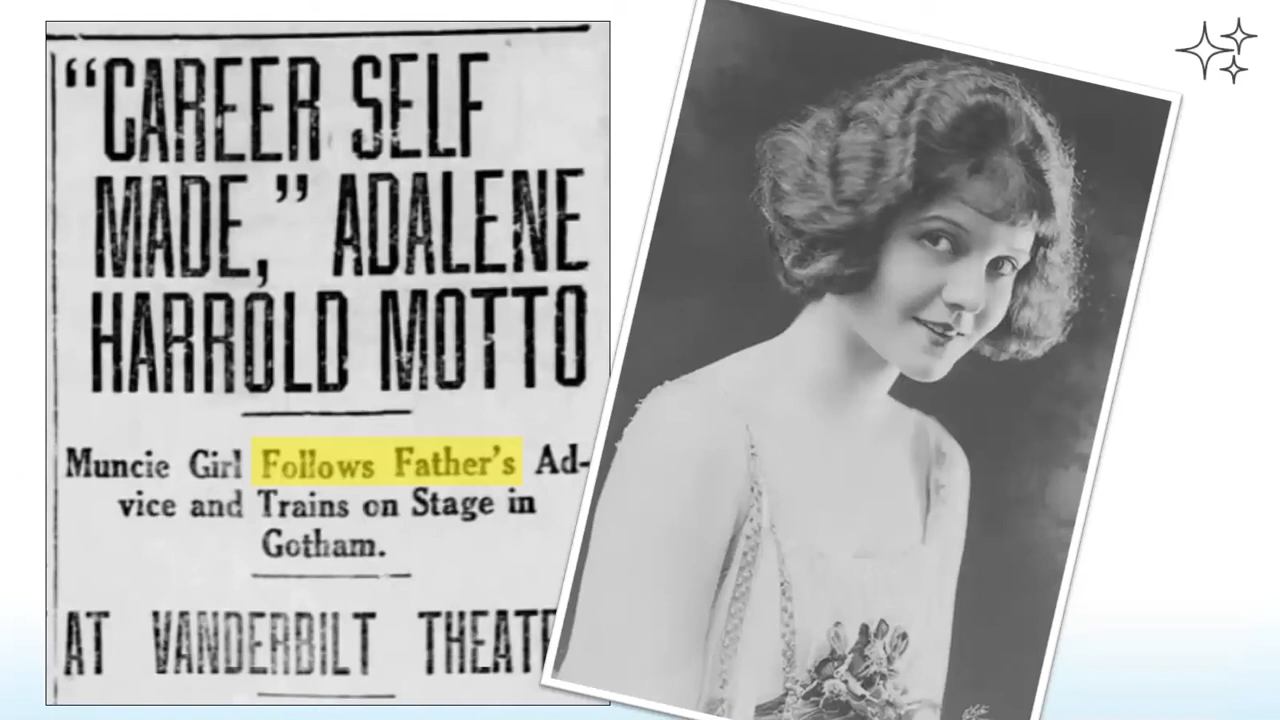 “CAREER SELF
MADE,” ADALENE
HARROLD MOTTO
Muncie Girl Follows Father’s Ad-
vice and Trains on Stage in
Gotham.
AT VANDERBILT